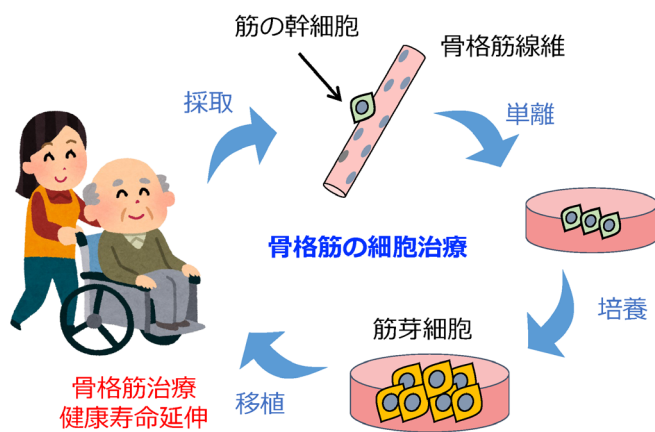 筋の幹細胞
骨格筋線維
採取
単離
骨格筋の細胞治療
培養
筋芽細胞
移植
骨格筋治療
健康寿命延伸